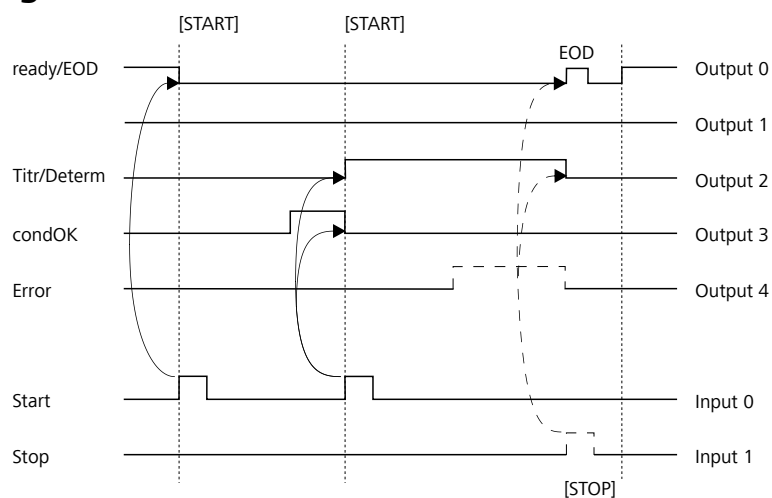 [START] [START]
EOD
ready/EOD Output 0
Output 1
Titr/Determ Output 2
condOK Output 3
Error Output 4
Start Input 0
Stop Input 1
[STOP]